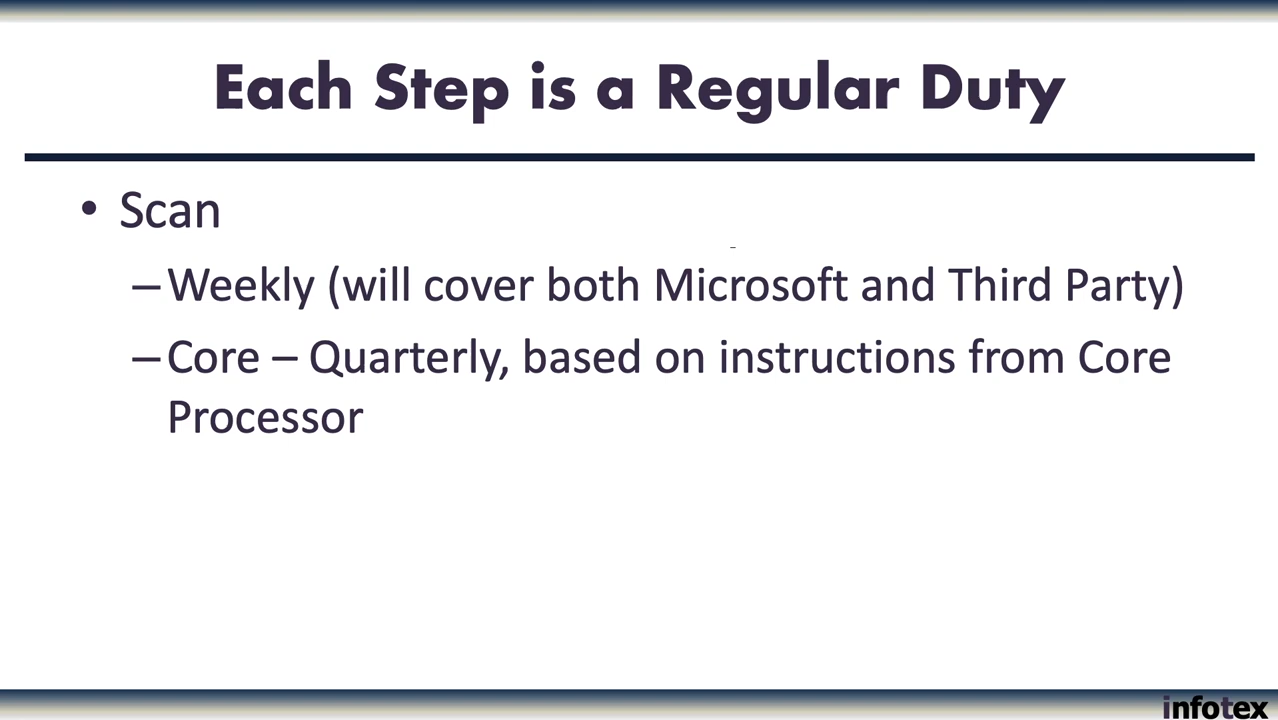 Each Step is a Regular Duty
• Scan
–Weekly (will cover both Microsoft and Third Party)
–Core – Quarterly, based on instructions from Core
Processor
infotex